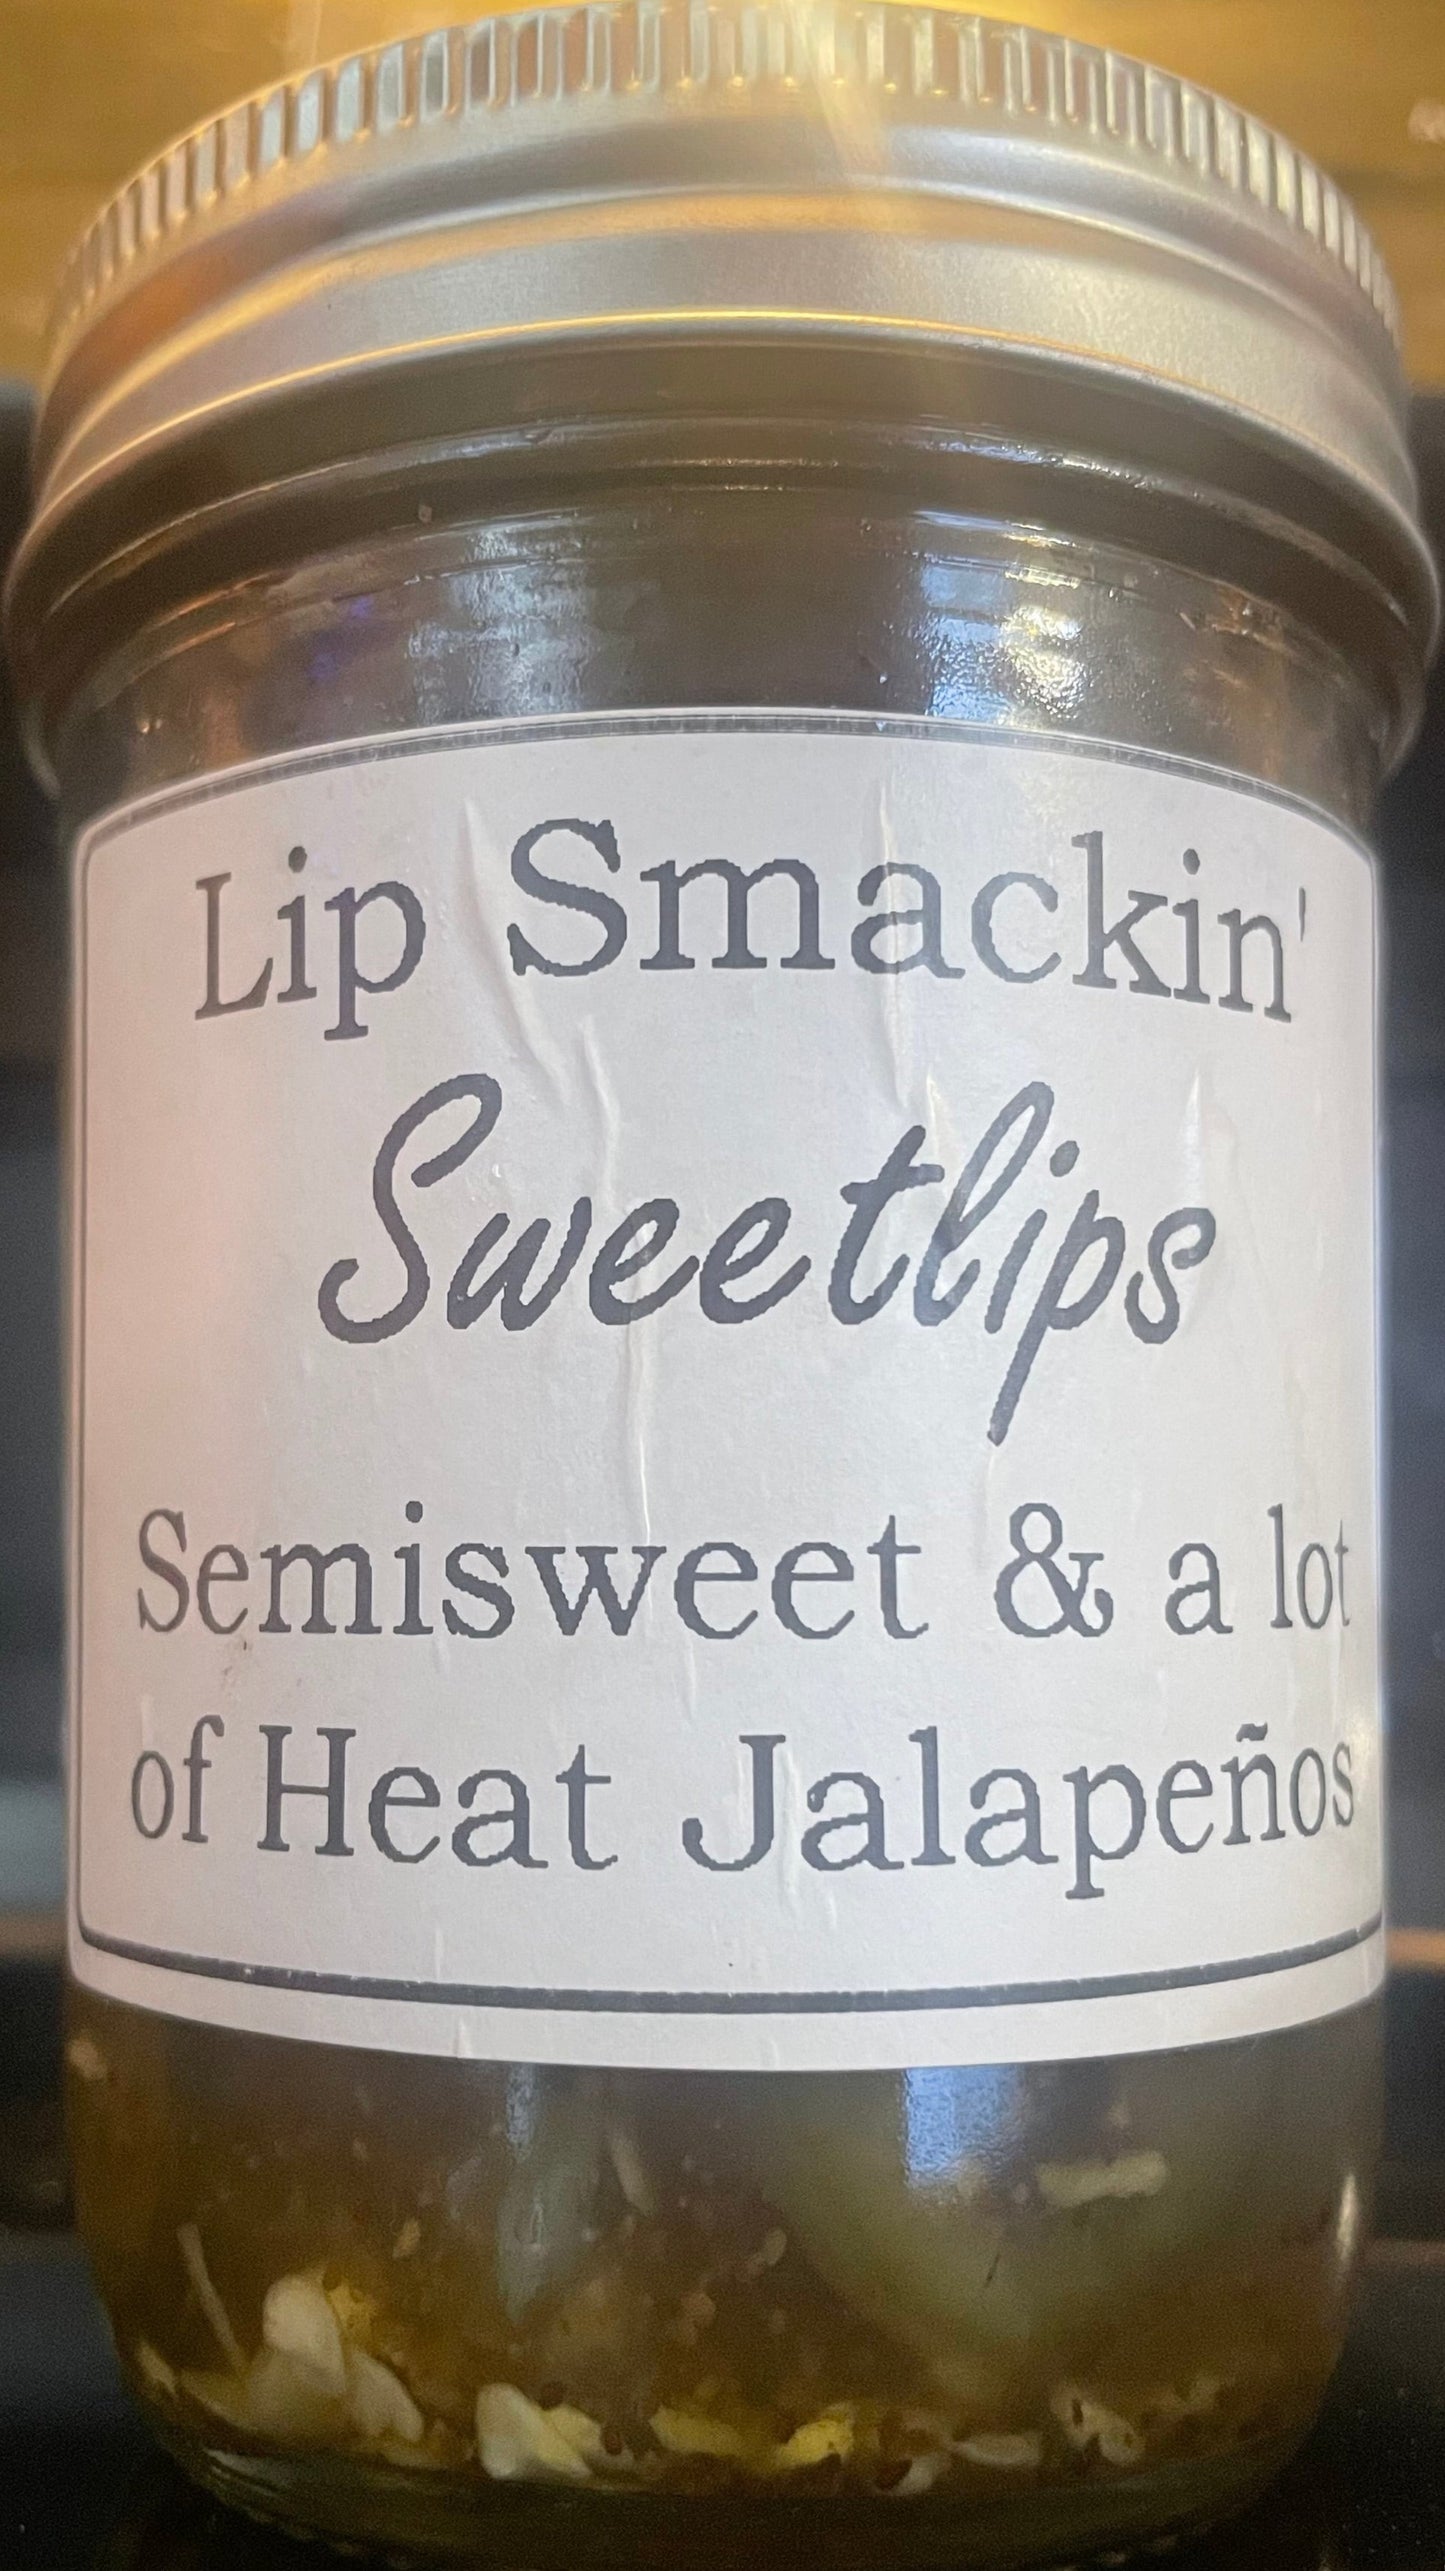 Lip Smackin'
Sweetlips
Semisweet & a lot
of Heat Jalapeños